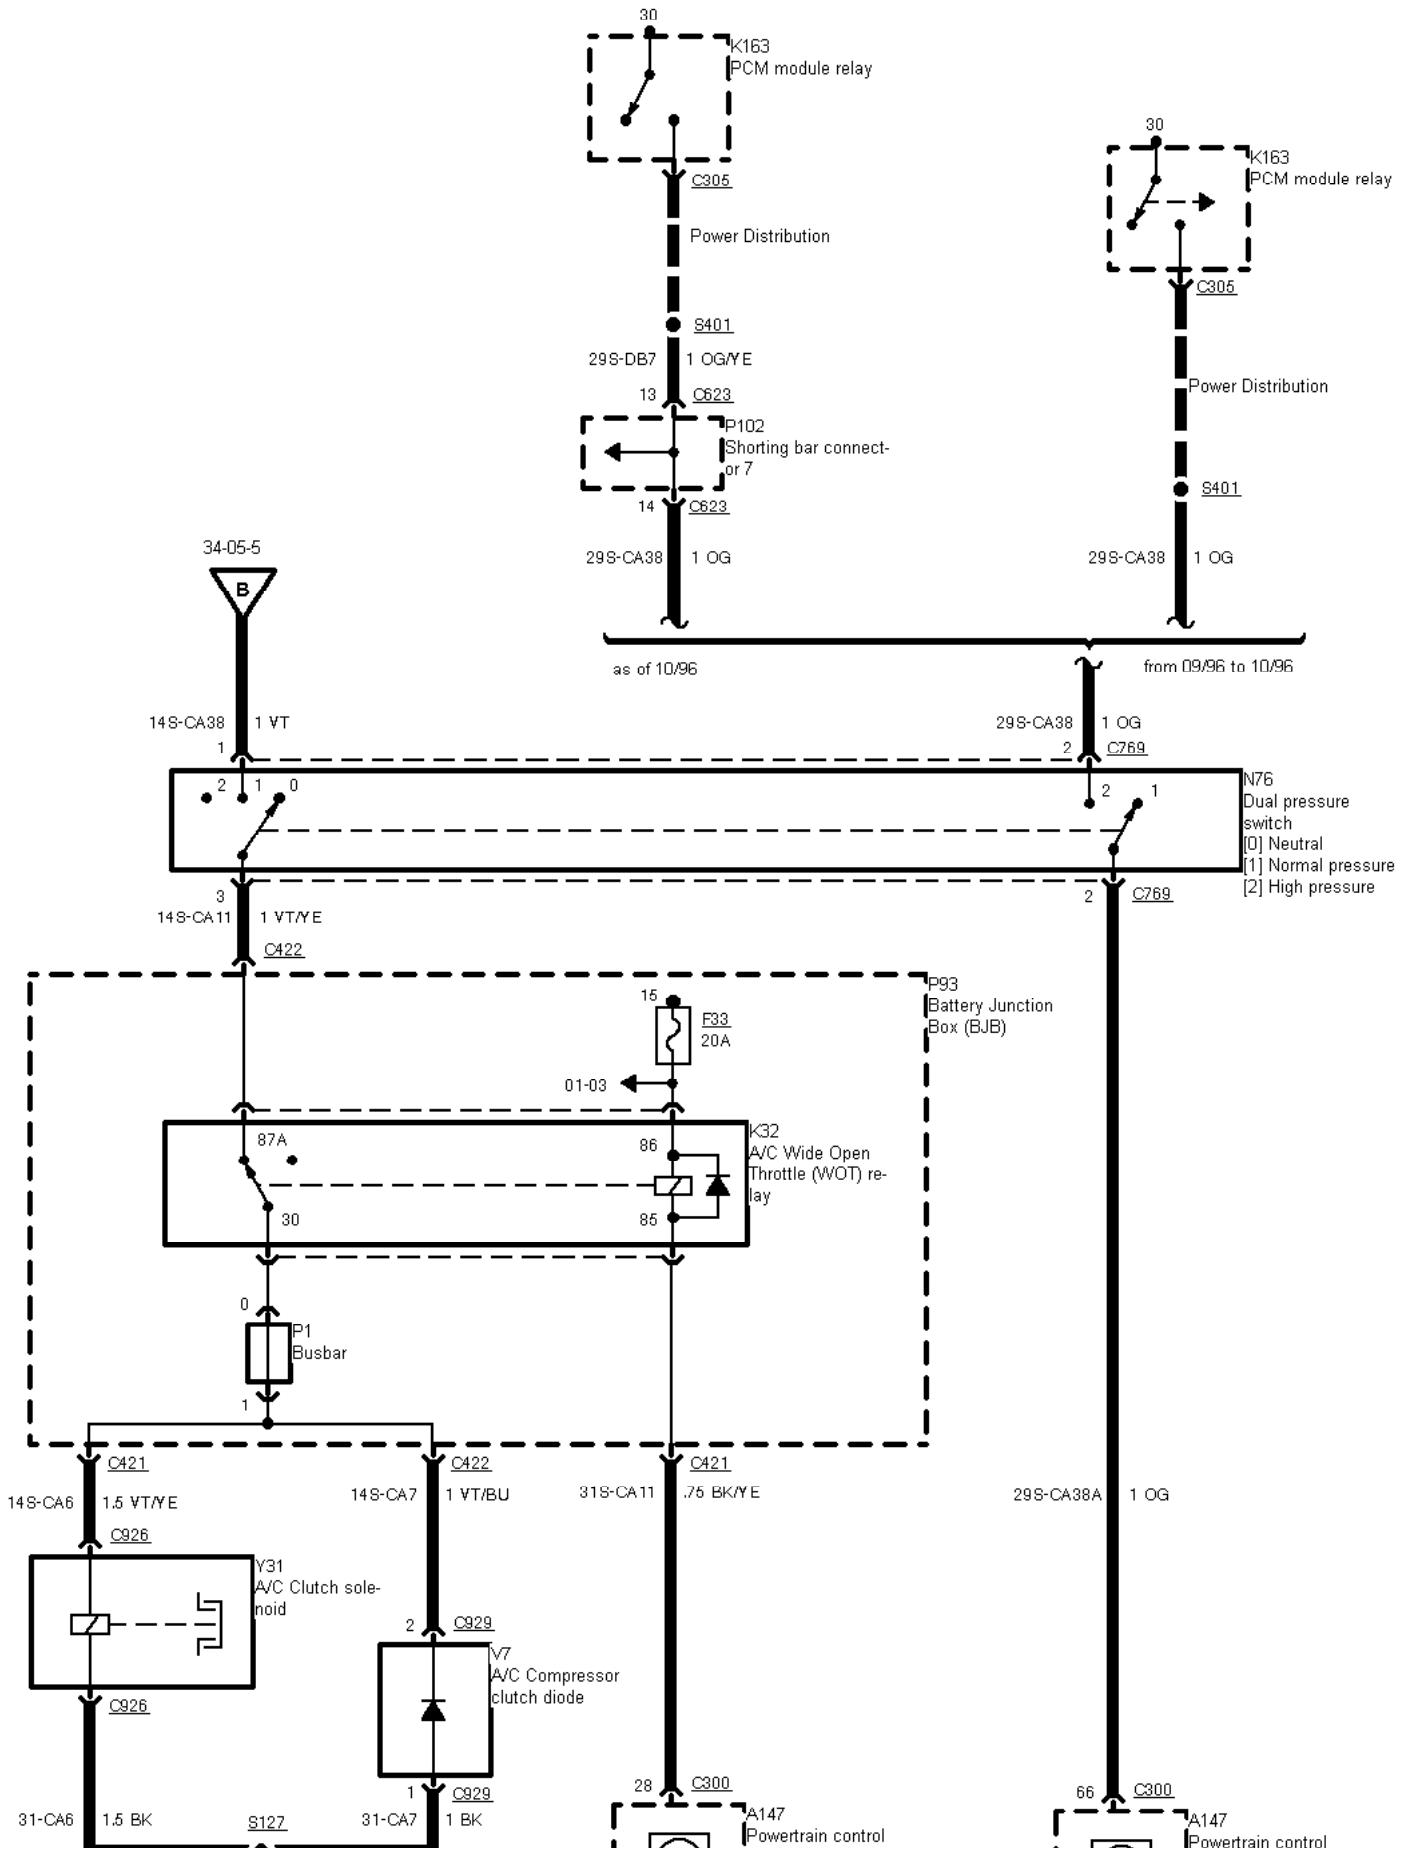 30
K163
PCM module relay
C305
Power Distribution
S401
29S-DB7
1 OG/YE
13
C623
P102
Shorting bar connect-
or 7
14
C623
29S-CA38
1 OG
30
K163
PCM module relay
C305
Power Distribution
S401
29S-CA38
1 OG
34-05-5
B
as of 10/96
from 09/96 to 10/96
14S-CA38
1 VT
1
29S-CA38
1 OG
2
C769
2
1
0
2
1
N76
Dual pressure
switch
[0] Neutral
[1] Normal pressure
[2] High pressure
3
14S-CA11
1 VT/YE
C422
2
C769
P93
Battery Junction
Box (BJB)
15
F33
20A
01-03
87A
30
86
85
K32
A/C Wide Open
Throttle (WOT) re-
lay
0
P1
Busbar
1
C421
C422
C421
14S-CA6
1.5 VT/YE
14S-CA7
1 VT/BU
31S-CA11
.75 BK/YE
29S-CA38A
1 OG
C926
Y31
A/C Clutch sole-
noid
2
C929
V7
A/C Compressor
clutch diode
C926
1
C929
28
C300
66
C300
31-CA6
1.5 BK
S127
31-CA7
1 BK
A147
Powertrain control
A147
Powertrain control